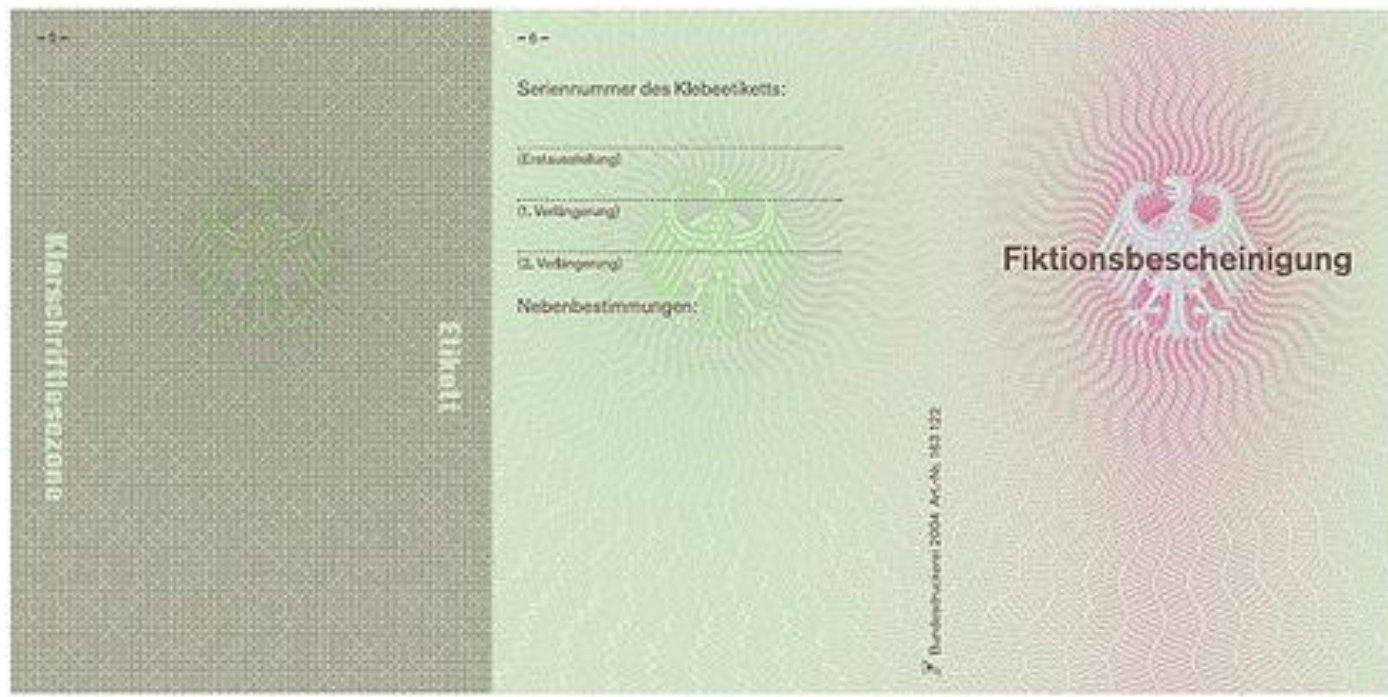 - 5 -
Klarschriftlesezone
Etikett
- 6 -
Seriennummer des Klebeetiketts:
(Erstausstellung)
(1. Verlängerung)
(2. Verlängerung)
Nebenbestimmungen:
Bundesdruckerei 2004 Art.-Nr. 163 122
Fiktionsbescheinigung